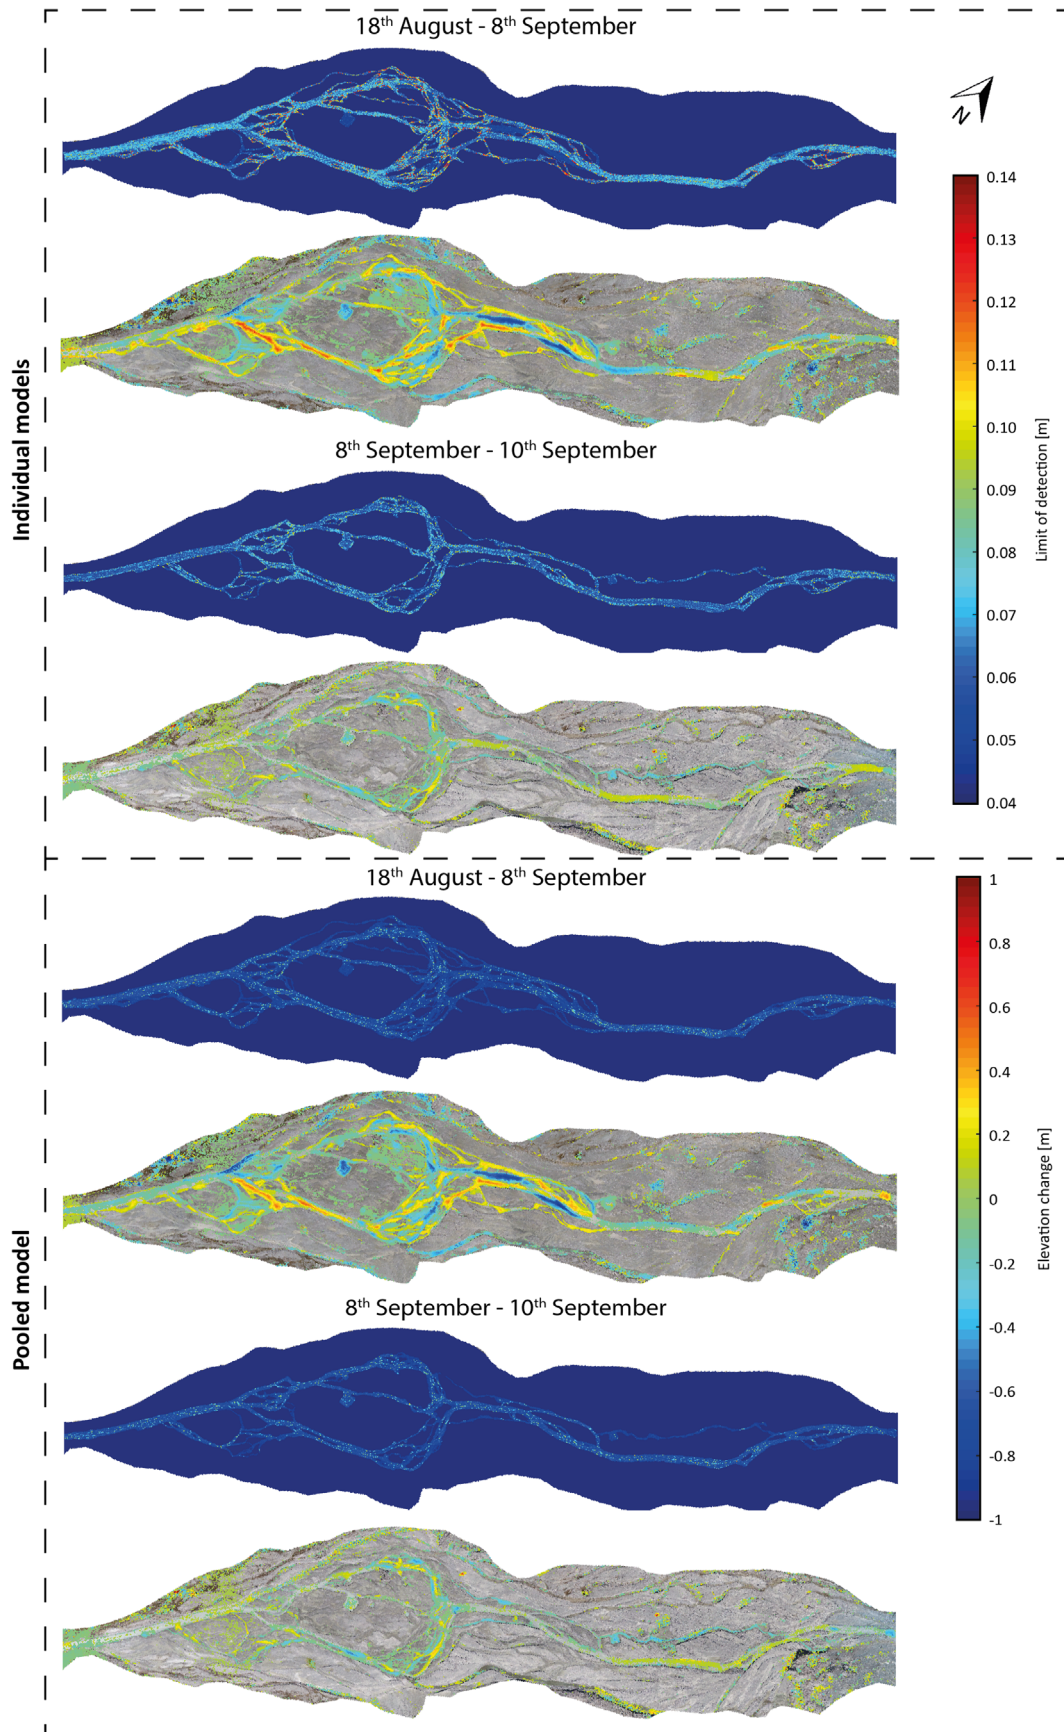 18th August - 8th September
N
0.14
0.13
0.12
0.11
0.10
0.09
0.08
0.07
0.06
0.05
0.04
Limit of detection [m]
Individual models
8th September - 10th September
18th August - 8th September
1
0.8
0.6
0.4
0.2
0
-0.2
-0.4
-0.6
-0.8
-1
Elevation change [m]
Pooled model
8th September - 10th September